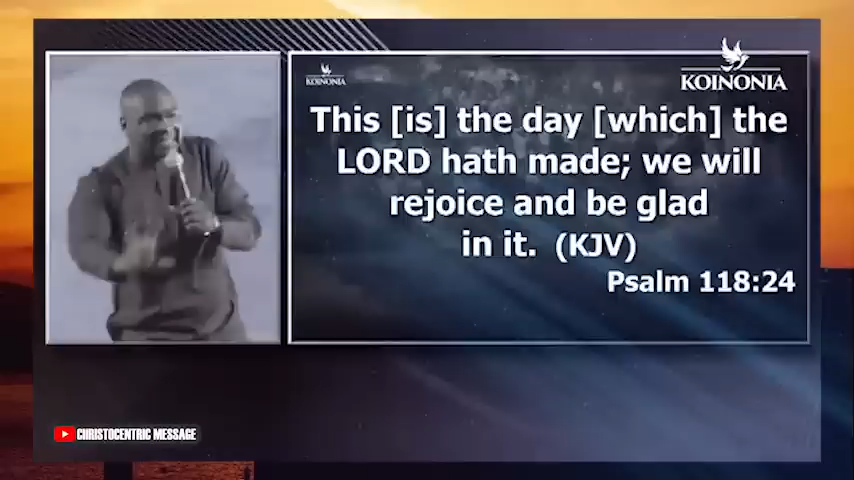 KOINONIA
KOINONIA
This [is] the day [which] the
LORD hath made; we will
rejoice and be glad
in it. (KJV)
Psalm 118:24
CHRISTOCENTRIC MESSAGE